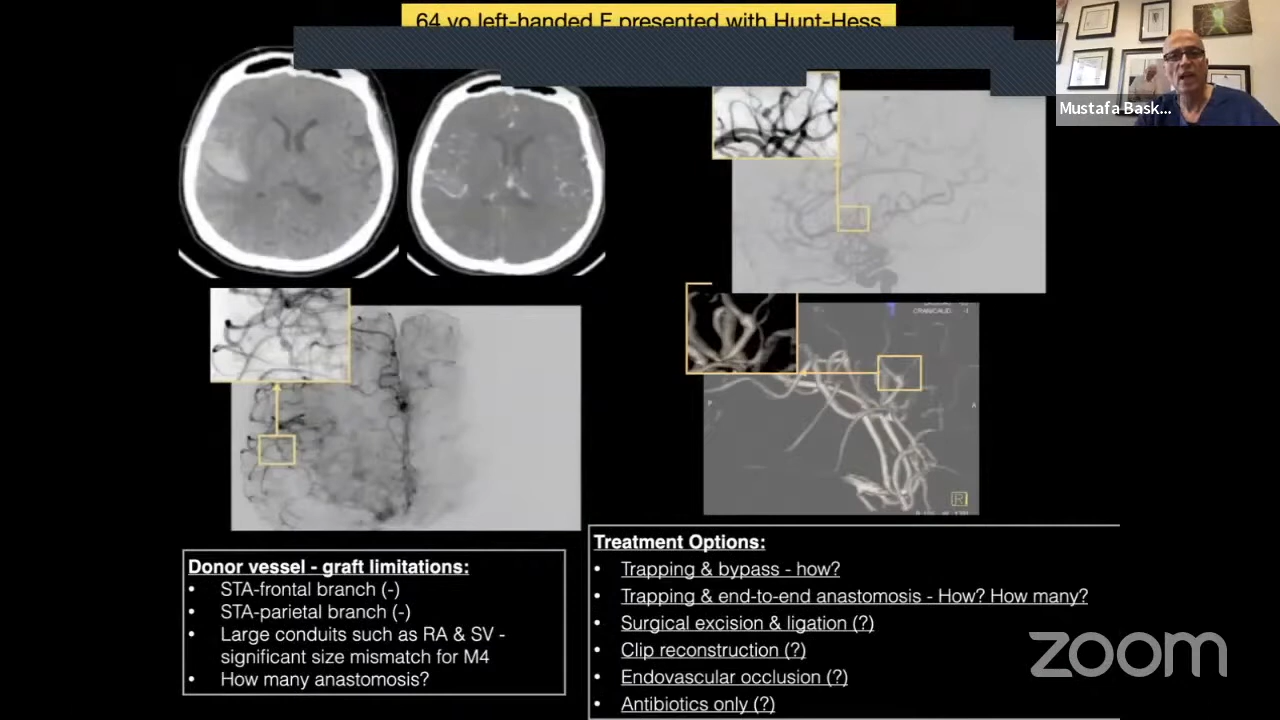 64 yo left-handed F presented with Hunt-Hess
Mustafa Bask...
CRAN/CAUD -1
P
A
R
Donor vessel - graft limitations:
• STA-frontal branch (-)
• STA-parietal branch (-)
• Large conduits such as RA & SV -
significant size mismatch for M4
• How many anastomosis?
Treatment Options:
• Trapping & bypass - how?
• Trapping & end-to-end anastomosis - How? How many?
• Surgical excision & ligation (?)
• Clip reconstruction (?)
• Endovascular occlusion (?)
• Antibiotics only (?)
zoom